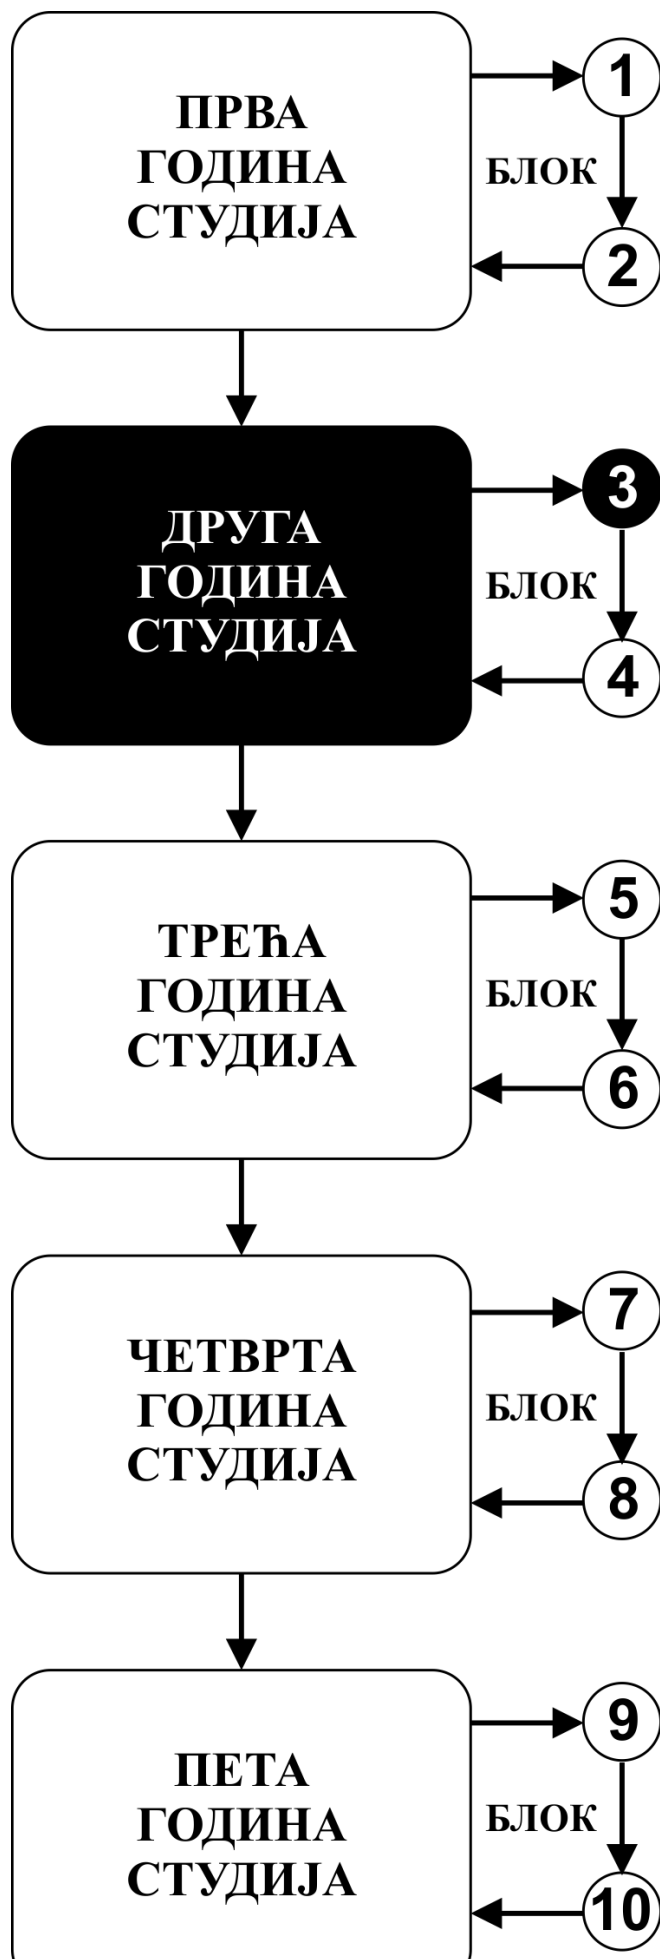 ПРВА
ГОДИНА
СТУДИЈА
1
БЛОК
2
ДРУГА
ГОДИНА
СТУДИЈА
3
БЛОК
4
ТРЕЋА
ГОДИНА
СТУДИЈА
5
БЛОК
6
ЧЕТВРТА
ГОДИНА
СТУДИЈА
7
БЛОК
8
ПЕТА
ГОДИНА
СТУДИЈА
9
БЛОК
10